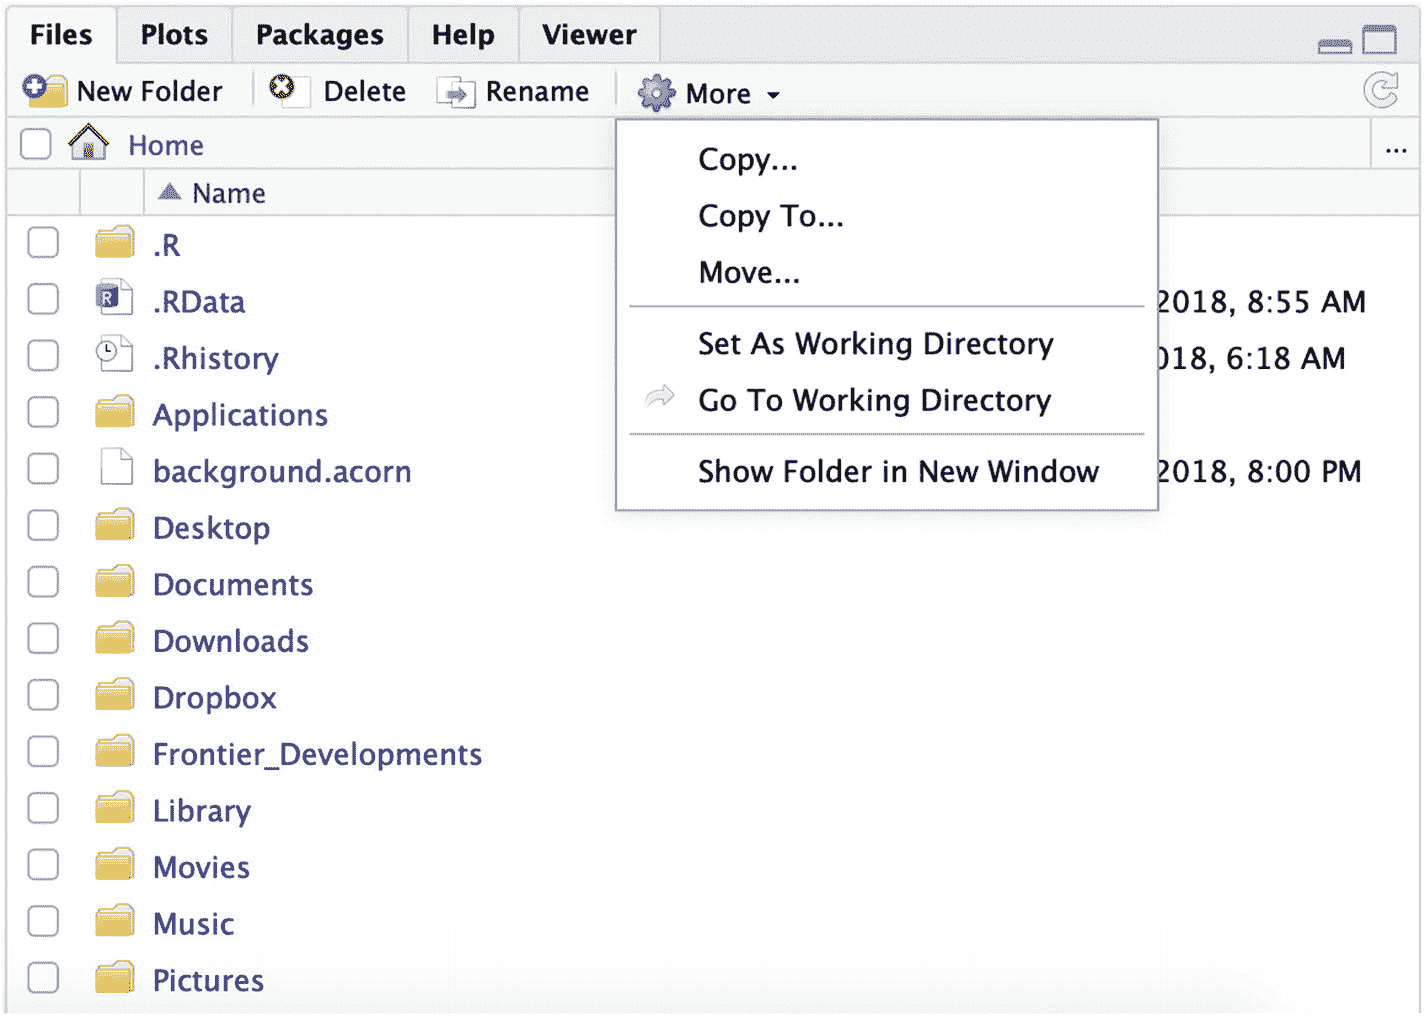 Files Plots Packages Help Viewer
New Folder Delete Rename More
Home ...
Name
Copy...
Copy To...
Move...
Set As Working Directory
Go To Working Directory
Show Folder in New Window
.R
.RData 2018, 8:55 AM
.Rhistory 018, 6:18 AM
Applications
background.acorn 2018, 8:00 PM
Desktop
Documents
Downloads
Dropbox
Frontier_Developments
Library
Movies
Music
Pictures